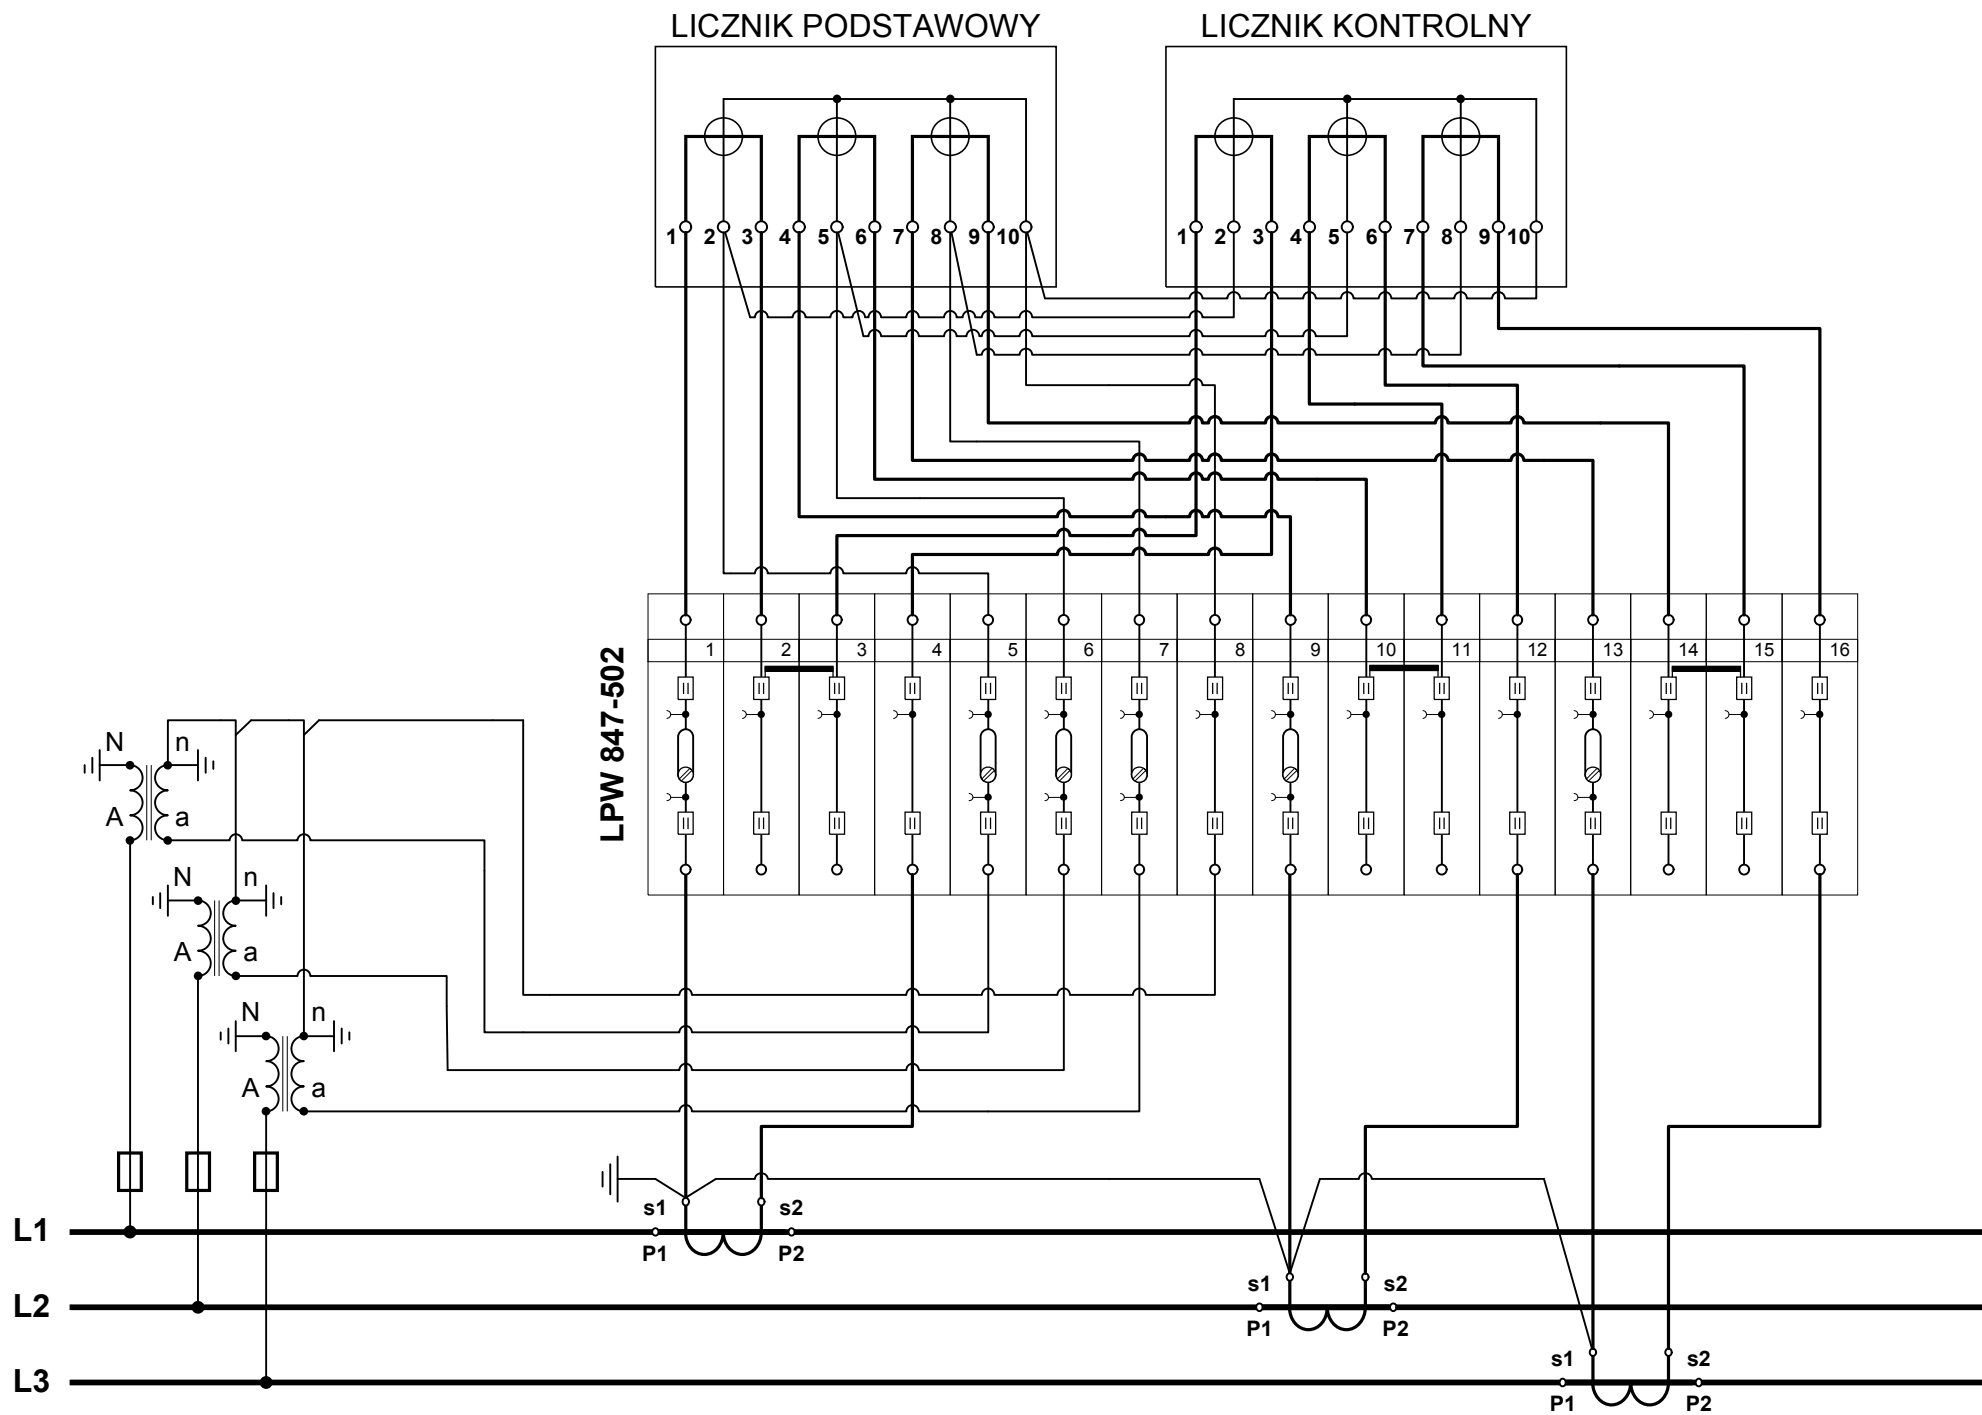 LICZNIK PODSTAWOWY LICZNIK KONTROLNY
1 2 3 4 5 6 7 8 9 10 1 2 3 4 5 6 7 8 9 10
LPW 847-502
1 2 3 4 5 6 7 8 9 10 11 12 13 14 15 16
N n
A a
N n
A a
N n
A a
s1 s2
L1
P1 P2
s1 s2
L2
P1 P2
s1 s2
L3
P1 P2